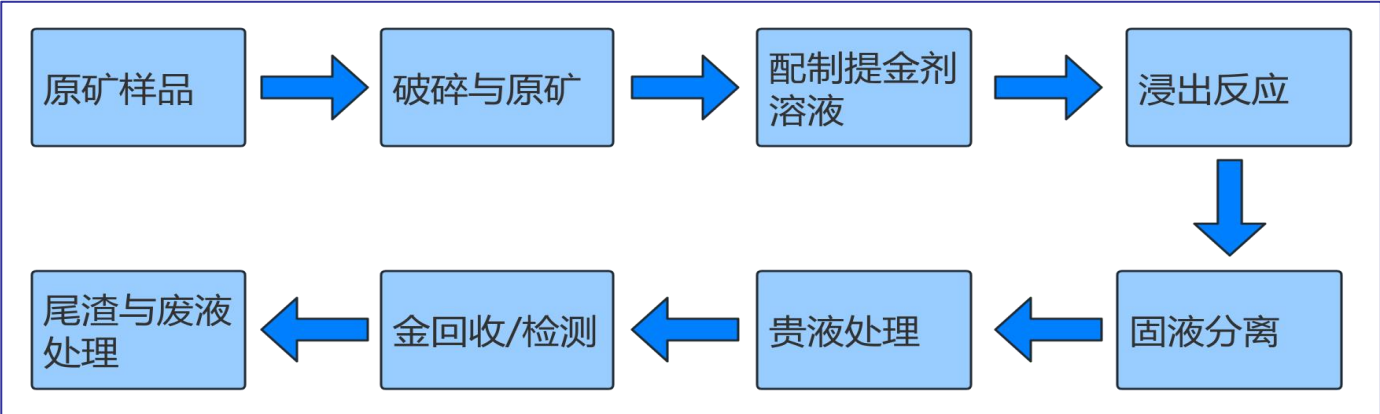 原矿样品
破碎与原矿
配制提金剂
溶液
浸出反应
固液分离
贵液处理
金回收/检测
尾渣与废液
处理